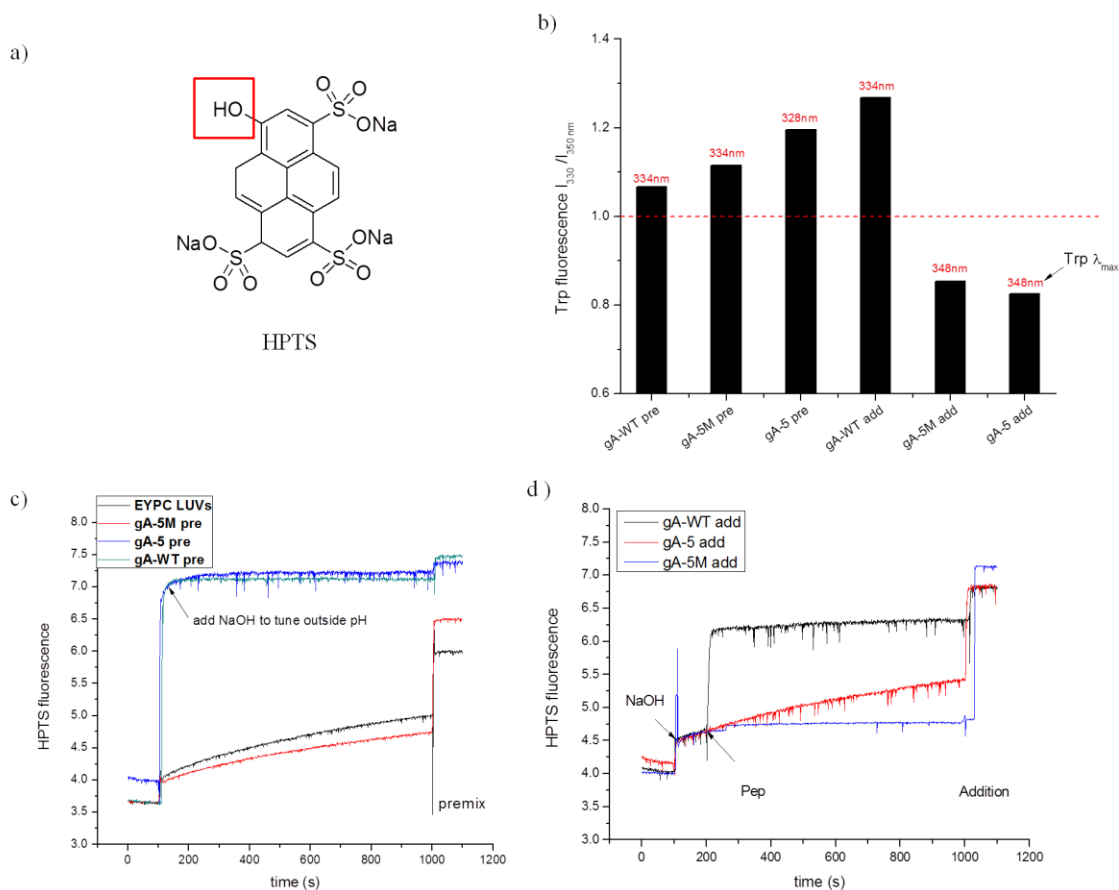 a)
HO
O
O
S
ONa
NaO
S
O
O
ONa
S
O
O
HPTS
b)
Trp fluorescence I330 /I350 nm
1.4
1.2
1.0
0.8
0.6
334nm
334nm
328nm
334nm
348nm
348nm
Trp λmax
gA-WT pre
gA-5M pre
gA-5 pre
gA-WT add
gA-5M add
gA-5 add
c)
EYPC LUVs
gA-5M pre
gA-5 pre
gA-WT pre
HPTS fluorescence
8.0
7.5
7.0
6.5
6.0
5.5
5.0
4.5
4.0
3.5
3.0
add NaOH to tune outside pH
premix
0
200
400
600
800
1000
1200
time (s)
d)
gA-WT add
gA-5 add
gA-5M add
HPTS fluorescence
8.0
7.5
7.0
6.5
6.0
5.5
5.0
4.5
4.0
3.5
3.0
NaOH
Pep
Addition
0
200
400
600
800
1000
1200
time (s)